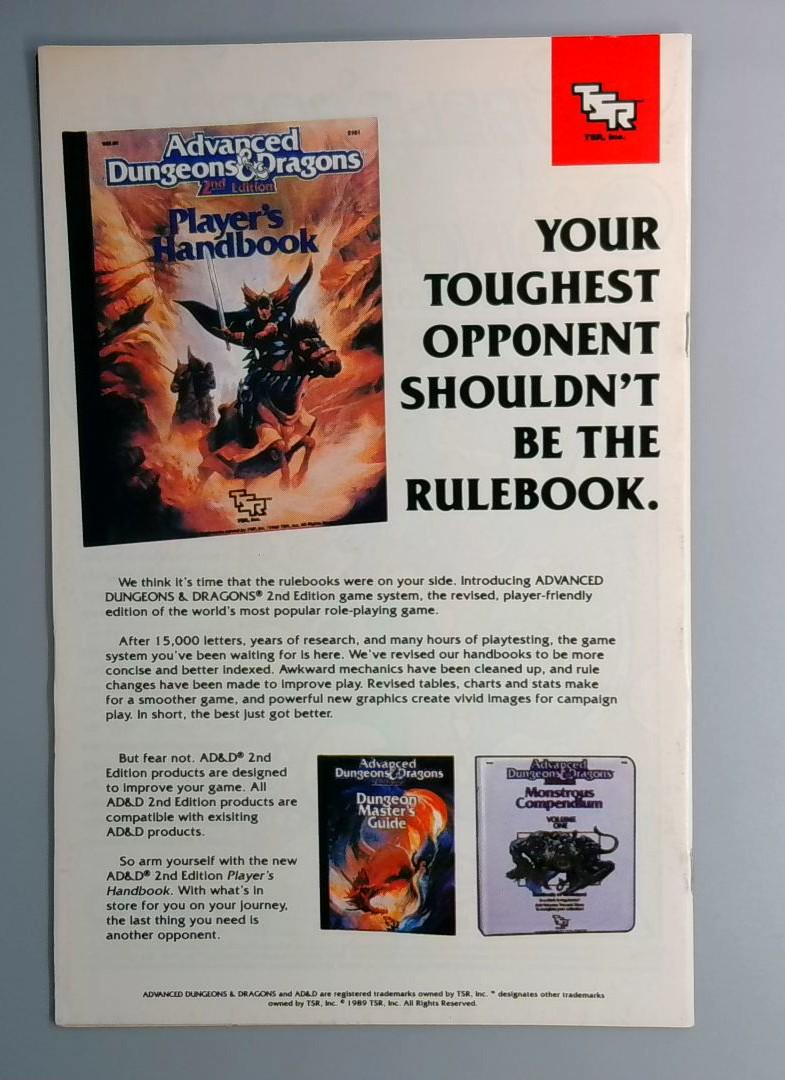 TSR
TSR, Inc.
2101
Advanced
Dungeons & Dragons
2nd Edition
Player's
Handbook
TSR
TSR, Inc.
YOUR
TOUGHEST
OPPONENT
SHOULDN'T
BE THE
RULEBOOK.
We think it's time that the rulebooks were on your side. Introducing ADVANCED
DUNGEONS & DRAGONS® 2nd Edition game system, the revised, player-friendly
edition of the world's most popular role-playing game.
After 15,000 letters, years of research, and many hours of playtesting, the game
system you've been waiting for is here. We've revised our handbooks to be more
concise and better indexed. Awkward mechanics have been cleaned up, and rule
changes have been made to improve play. Revised tables, charts and stats make
for a smoother game, and powerful new graphics create vivid images for campaign
play. In short, the best just got better.
But fear not. AD&D® 2nd
Edition products are designed
to improve your game. All
AD&D 2nd Edition products are
compatible with exisiting
AD&D products.
So arm yourself with the new
AD&D® 2nd Edition Player's
Handbook. With what's in
store for you on your journey,
the last thing you need is
another opponent.
Advanced
Dungeons & Dragons
Dungeon
Master's
Guide
Advanced
Dungeons & Dragons
Monstrous
Compendium
VOLUME
ONE
TSR
ADVANCED DUNGEONS & DRAGONS and AD&D are registered trademarks owned by TSR, Inc. ™ designates other trademarks
owned by TSR, Inc. © 1989 TSR, Inc. All Rights Reserved.